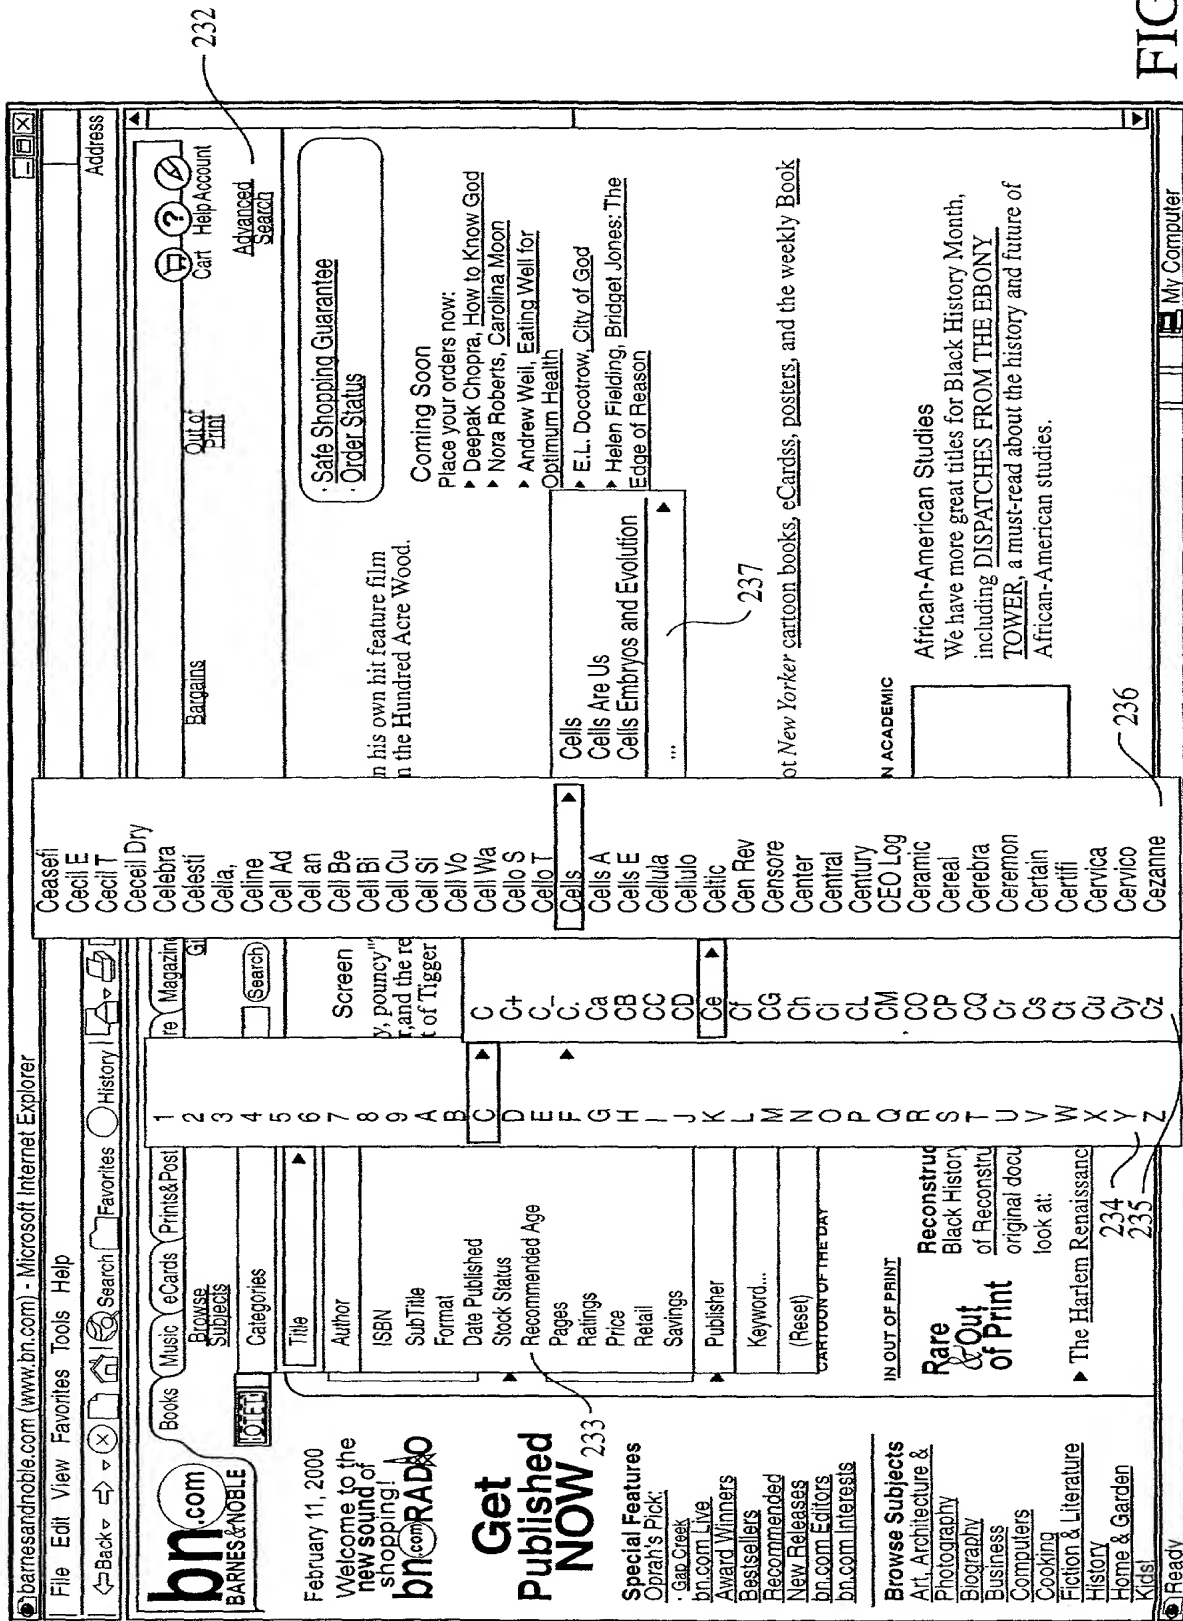 barnesandnoble.com (www.bn.com) - Microsoft Internet Explorer
File Edit View Favorites Tools Help
Back Search Favorites History
Address
bn.com
BARNES & NOBLE
Books Music eCards Prints&Post re Magazine
Browse
Subjects
Bargains
Out of
Print
Cart Help Account
Advanced
Search
232
Search
February 11, 2000
Welcome to the
new sound of
shopping!
bn.com RADIO
Get
Published
NOW
233
Special Features
Oprah's Pick:
· Gap Creek
bn.com Live
Award Winners
Bestsellers
Recommended
New Releases
bn.com Editors
bn.com Interests
Browse Subjects
Art, Architecture &
Photography
Biography
Business
Computers
Cooking
Fiction & Literature
History
Home & Garden
Kids!
Categories
Title
Author
ISBN
SubTitle
Format
Date Published
Stock Status
Recommended Age
Pages
Ratings
Price
Retail
Savings
Publisher
Keyword...
(Reset)
CARTOON OF THE DAY
IN OUT OF PRINT
Rare
& Out
of Print
Reconstruc
Black History
of Reconstru
original docu
look at:
▸ The Harlem Renaissanc
234
235
1
2
3
4
5
6
7
8
9
A
B
C
D
E
F
G
H
I
J
K
L
M
N
O
P
Q
R
S
T
U
V
W
X
Y
Z
Screen
y, pouncy"
r,and the re
t of Tigger
C
C+
C_
C.
Ca
CB
CC
CD
Ce
Cf
CG
Ch
Ci
CL
CM
CO
CP
CQ
Cr
Cs
Ct
Cu
Cy
Cz
Ceasefi
Cecil E
Cecil T
Ceceil Dry
Celebra
Celesti
Celia,
Celine
Cell Ad
Cell an
Cell Be
Cell Bi
Cell Cu
Cell Si
Cell Vo
Cell Wa
Cello S
Cello T
Cells
Cells A
Cells E
Cellula
Cellulo
Celtic
Cen Rev
Censore
Center
Central
Century
CEO Log
Ceramic
Cereal
Cerebra
Ceremon
Certain
Certifi
Cervica
Cervico
Cezanne
236
n his own hit feature film
n the Hundred Acre Wood.
Cells
Cells Are Us
Cells Embryos and Evolution
...
237
· Safe Shopping Guarantee
· Order Status
Coming Soon
Place your orders now:
▸ Deepak Chopra, How to Know God
▸ Nora Roberts, Carolina Moon
▸ Andrew Weil, Eating Well for
Optimum Health
▸ E.L. Docotrow, City of God
▸ Helen Fielding, Bridget Jones: The
Edge of Reason
ot New Yorker cartoon books, eCardss, posters, and the weekly Book
N ACADEMIC
African-American Studies
We have more great titles for Black History Month,
including DISPATCHES FROM THE EBONY
TOWER, a must-read about the history and future of
African-American studies.
Ready
My Computer
FIG